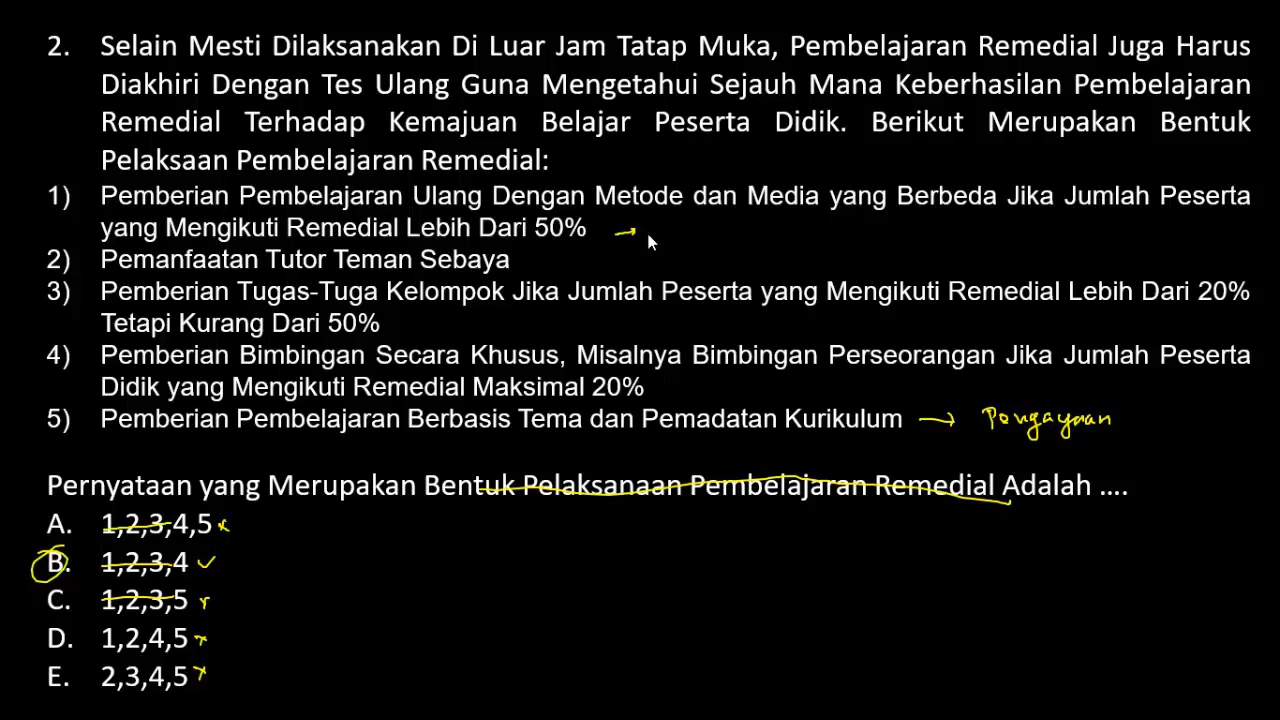 2. Selain Mesti Dilaksanakan Di Luar Jam Tatap Muka, Pembelajaran Remedial Juga Harus
Diakhiri Dengan Tes Ulang Guna Mengetahui Sejauh Mana Keberhasilan Pembelajaran
Remedial Terhadap Kemajuan Belajar Peserta Didik. Berikut Merupakan Bentuk
Pelaksaan Pembelajaran Remedial:
1) Pemberian Pembelajaran Ulang Dengan Metode dan Media yang Berbeda Jika Jumlah Peserta
yang Mengikuti Remedial Lebih Dari 50% →
2) Pemanfaatan Tutor Teman Sebaya
3) Pemberian Tugas-Tuga Kelompok Jika Jumlah Peserta yang Mengikuti Remedial Lebih Dari 20%
Tetapi Kurang Dari 50%
4) Pemberian Bimbingan Secara Khusus, Misalnya Bimbingan Perseorangan Jika Jumlah Peserta
Didik yang Mengikuti Remedial Maksimal 20%
5) Pemberian Pembelajaran Berbasis Tema dan Pemadatan Kurikulum → Pengayaan
Pernyataan yang Merupakan Bentuk Pelaksanaan Pembelajaran Remedial Adalah ....
A. 1,2,3,4,5 x
B. 1,2,3,4 ✓
C. 1,2,3,5 x
D. 1,2,4,5 x
E. 2,3,4,5 x